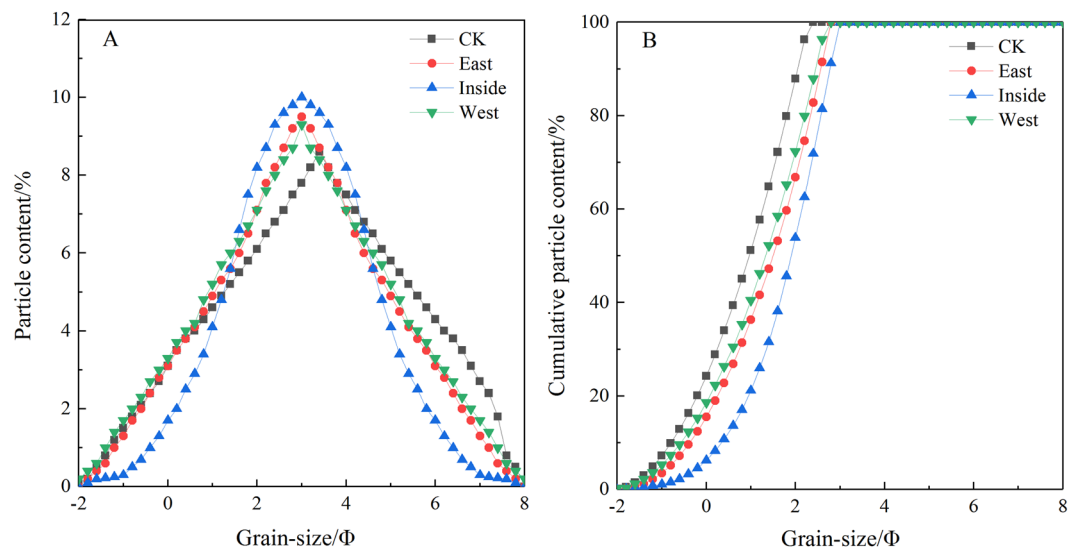 A
CK
East
Inside
West
Particle content/%
12
10
8
6
4
2
0
-2 0 2 4 6 8
Grain-size/Φ
B
CK
East
Inside
West
Cumulative particle content/%
100
80
60
40
20
0
-2 0 2 4 6 8
Grain-size/Φ